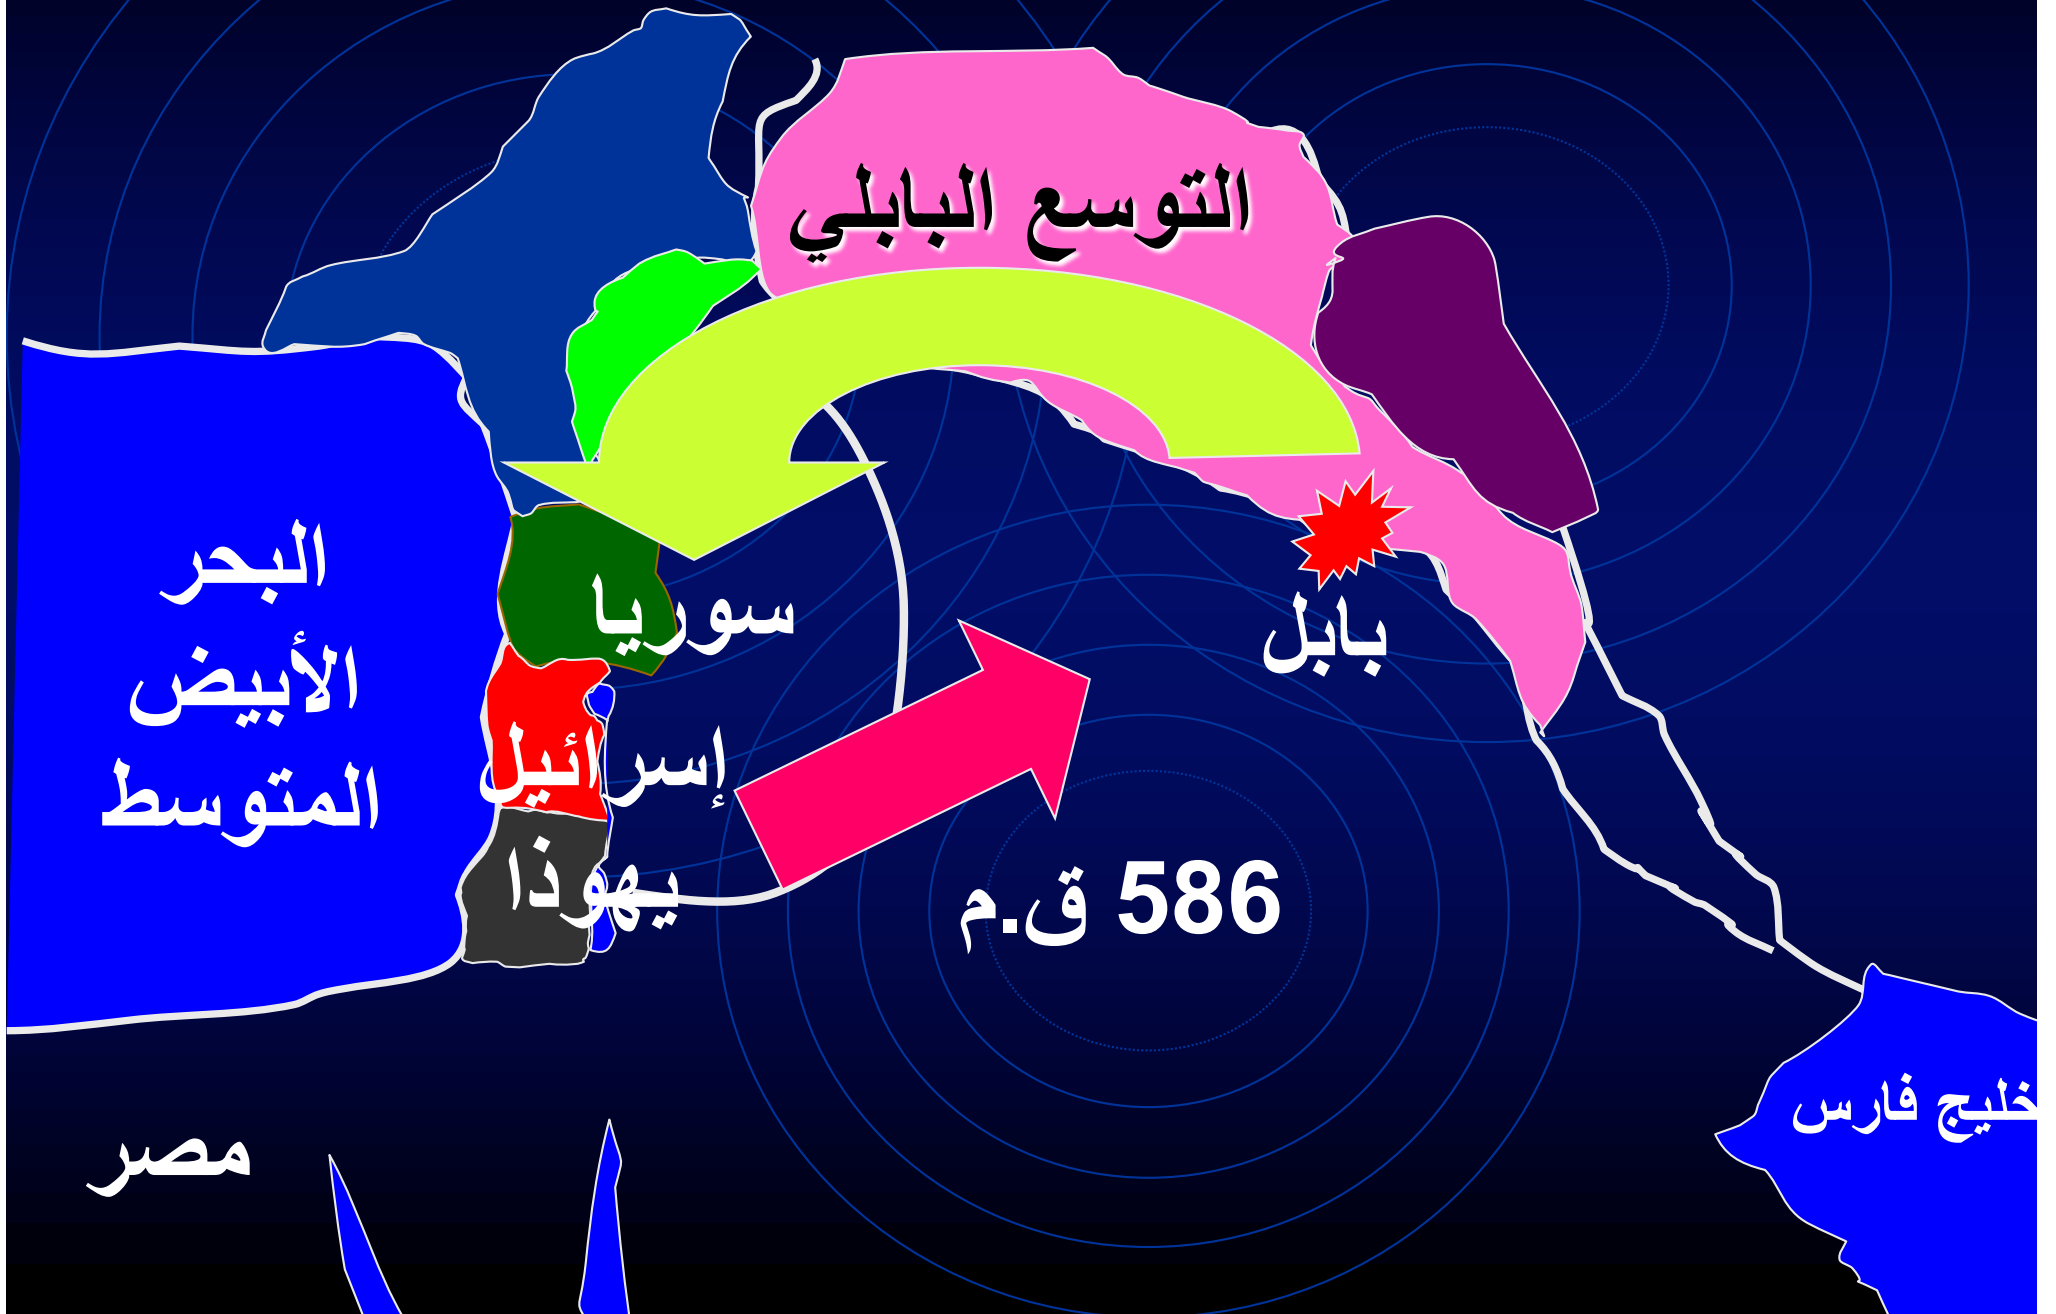 التوسع البابلي
البحر
الأبيض
المتوسط
سوريا
بابل
إسرائيل
يهوذا
586 ق.م
خليج فارس
مصر